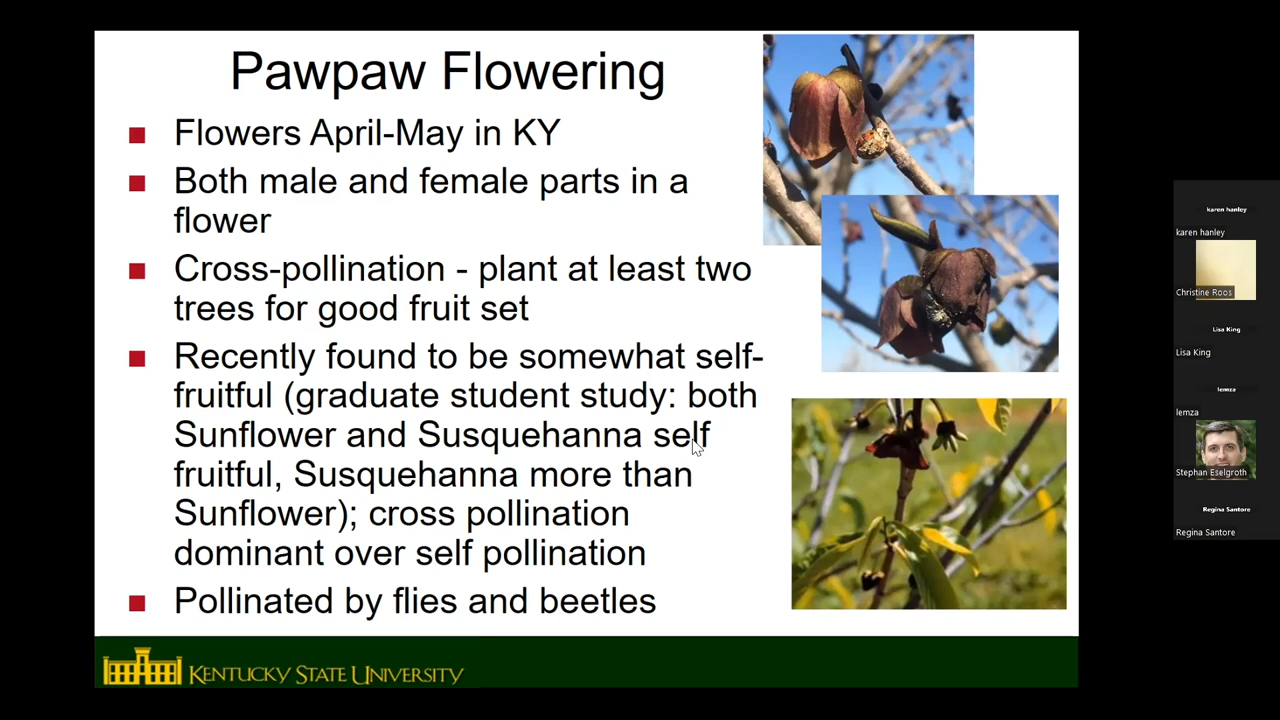 Pawpaw Flowering
Flowers April-May in KY
Both male and female parts in a
flower
Cross-pollination - plant at least two
trees for good fruit set
Recently found to be somewhat self-
fruitful (graduate student study: both
Sunflower and Susquehanna self
fruitful, Susquehanna more than
Sunflower); cross pollination
dominant over self pollination
Pollinated by flies and beetles
KENTUCKY STATE UNIVERSITY
karen hanley
karen hanley
Christine Roos
Lisa King
Lisa King
lemza
lemza
Stephan Eselgroth
Regina Santore
Regina Santore